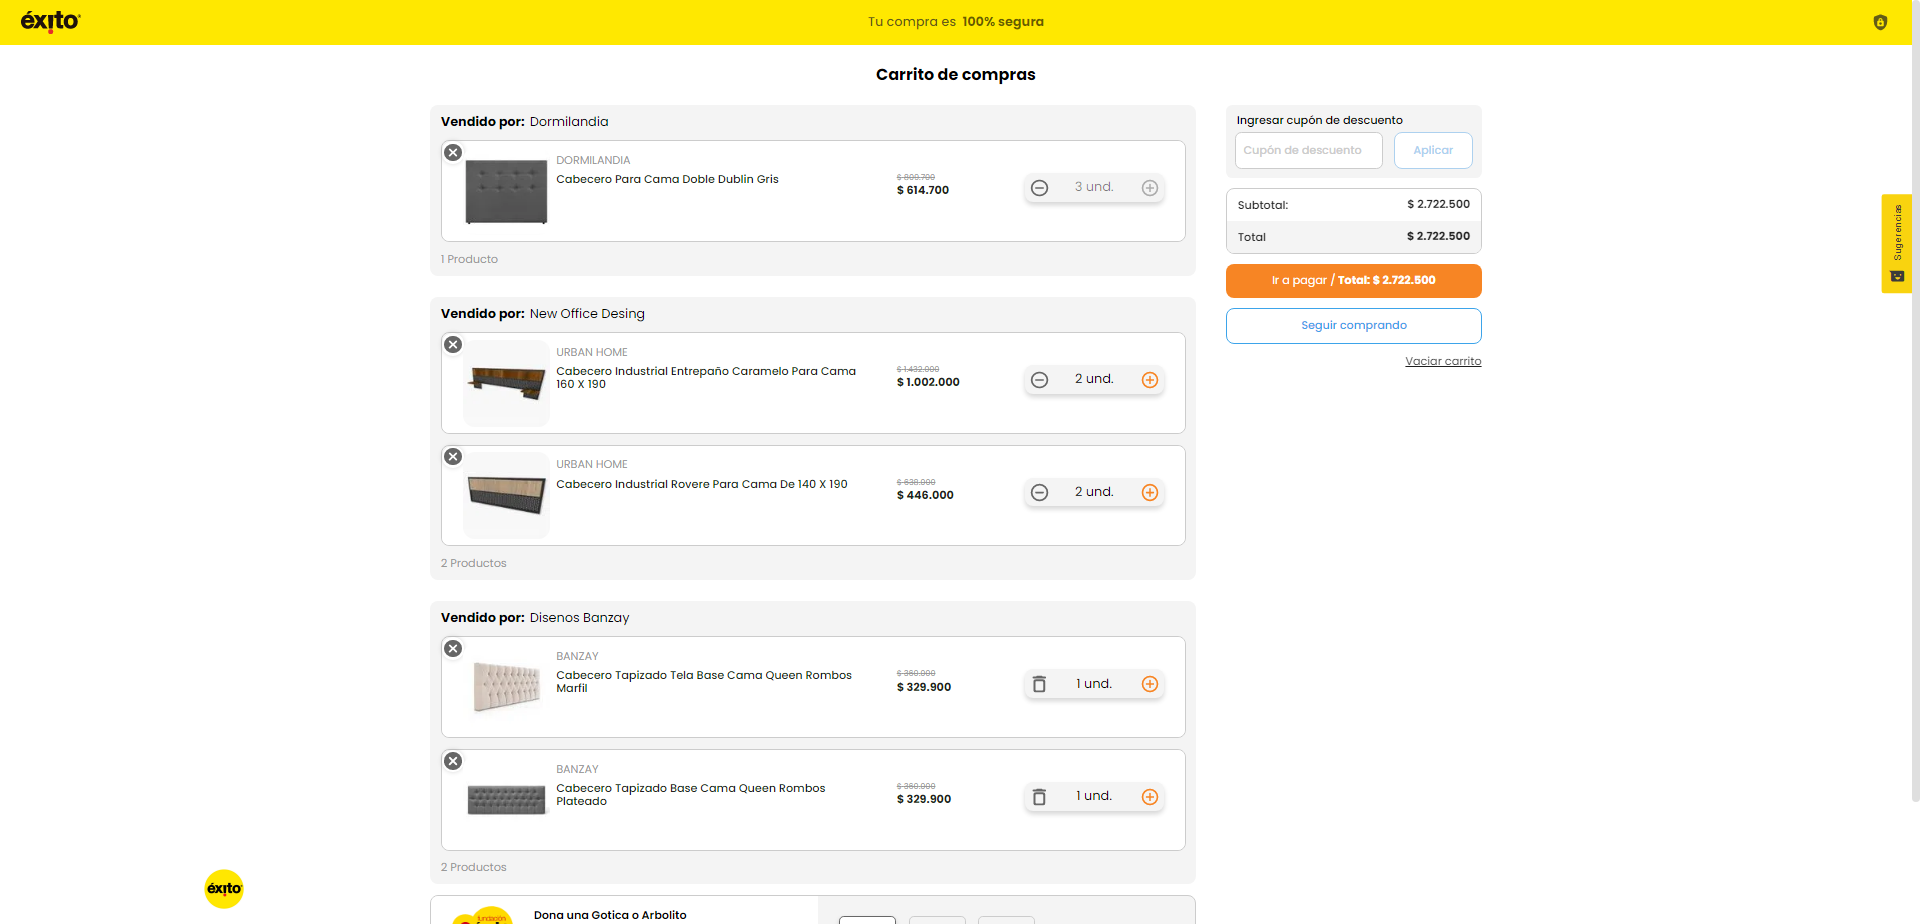 éxito
Tu compra es 100% segura
Carrito de compras
Vendido por: Dormilandia
DORMILANDIA
Cabecero Para Cama Doble Dublin Gris
$ 809.700
$ 614.700
3 und.
1 Producto
Vendido por: New Office Desing
URBAN HOME
Cabecero Industrial Entrepaño Caramelo Para Cama
160 X 190
$ 1.432.000
$ 1.002.000
2 und.
URBAN HOME
Cabecero Industrial Rovere Para Cama De 140 X 190
$ 638.000
$ 446.000
2 und.
2 Productos
Vendido por: Disenos Banzay
BANZAY
Cabecero Tapizado Tela Base Cama Queen Rombos
Marfil
$ 360.000
$ 329.900
1 und.
BANZAY
Cabecero Tapizado Base Cama Queen Rombos
Plateado
$ 360.000
$ 329.900
1 und.
2 Productos
Ingresar cupón de descuento
Cupón de descuento
Aplicar
Subtotal: $ 2.722.500
Total $ 2.722.500
Ir a pagar / Total: $ 2.722.500
Seguir comprando
Vaciar carrito
Sugerencias
éxito
fundación
Dona una Gotica o Arbolito